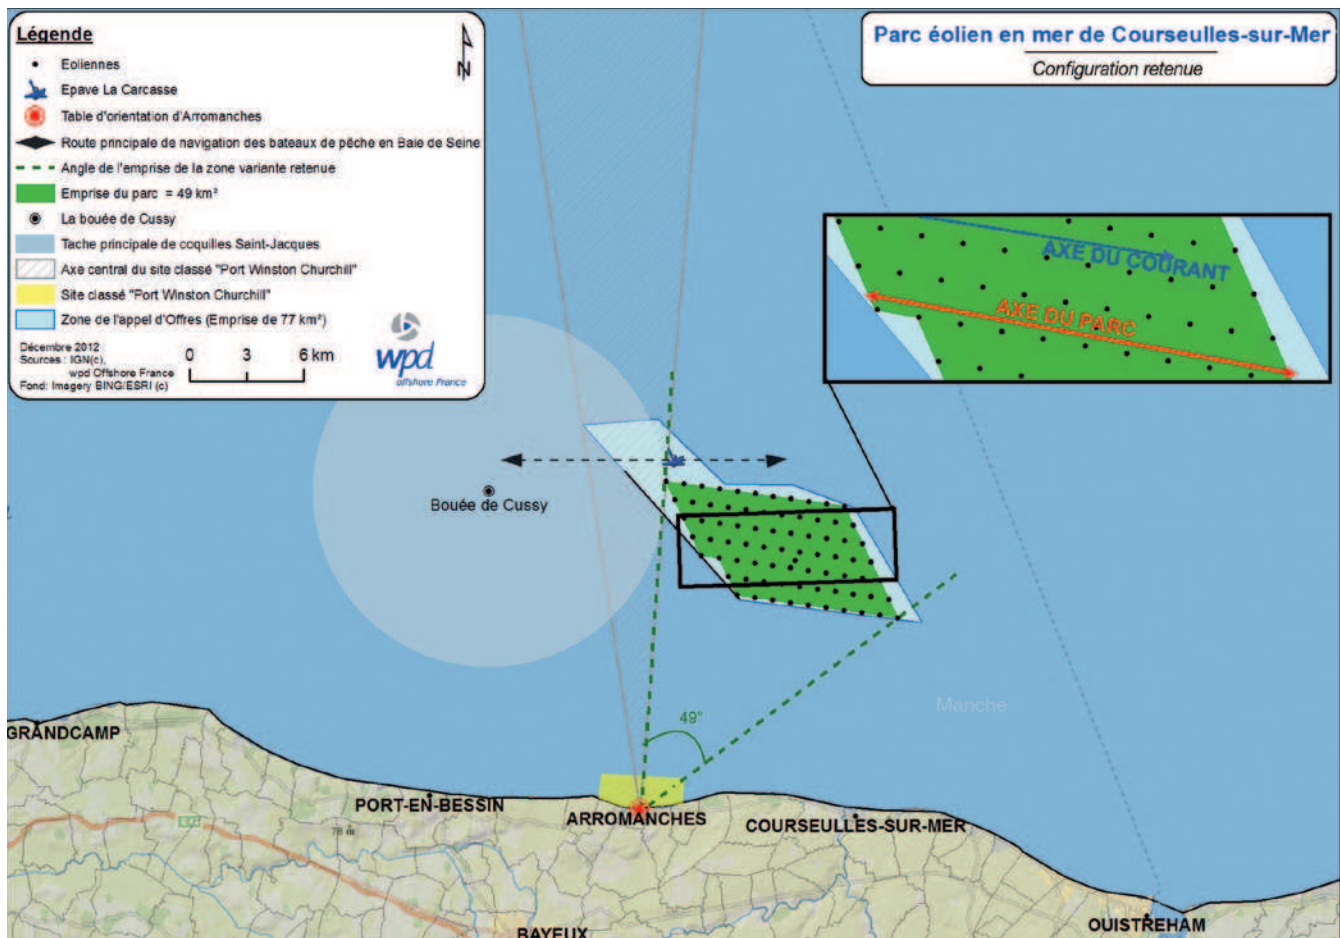 Légende
N
Eoliennes
Epave La Carcasse
Table d'orientation d'Arromanches
Route principale de navigation des bateaux de pêche en Baie de Seine
Angle de l'emprise de la zone variante retenue
Emprise du parc = 49 km²
La bouée de Cussy
Tache principale de coquilles Saint-Jacques
Axe central du site classé "Port Winston Churchill"
Site classé "Port Winston Churchill"
Zone de l'appel d'Offres (Emprise de 77 km²)
Décembre 2012
Sources : IGN(c),
wpd Offshore France
Fond: Imagery BING/ESRI (c)
0 3 6 km
wpd
offshore France
Parc éolien en mer de Courseulles-sur-Mer
Configuration retenue
AXE DU COURANT
AXE DU PARC
Bouée de Cussy
Manche
49°
GRANDCAMP
PORT-EN-BESSIN
ARROMANCHES
COURSEULLES-SUR-MER
78 m
OUISTREHAM
BAYEUX